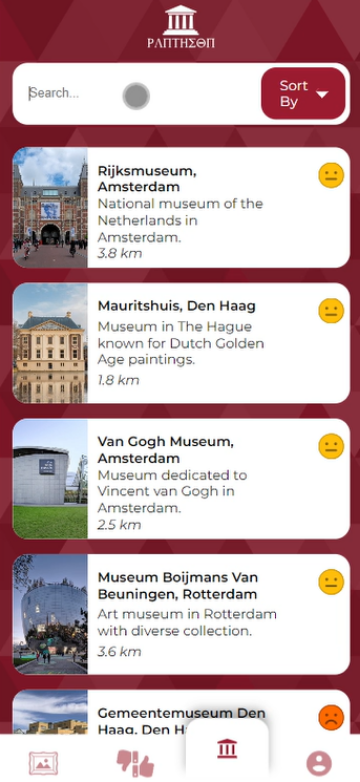 ΡΛΠΤΗΣΘΠ
Search...
Sort
By
Rijksmuseum,
Amsterdam
National museum of the
Netherlands in
Amsterdam.
3.8 km
Mauritshuis, Den Haag
Museum in The Hague
known for Dutch Golden
Age paintings.
1.8 km
Van Gogh Museum,
Amsterdam
Museum dedicated to
Vincent van Gogh in
Amsterdam.
2.5 km
Museum Boijmans Van
Beuningen, Rotterdam
Art museum in Rotterdam
with diverse collection.
3.6 km
Gemeentemuseum Den
Haag, Den H